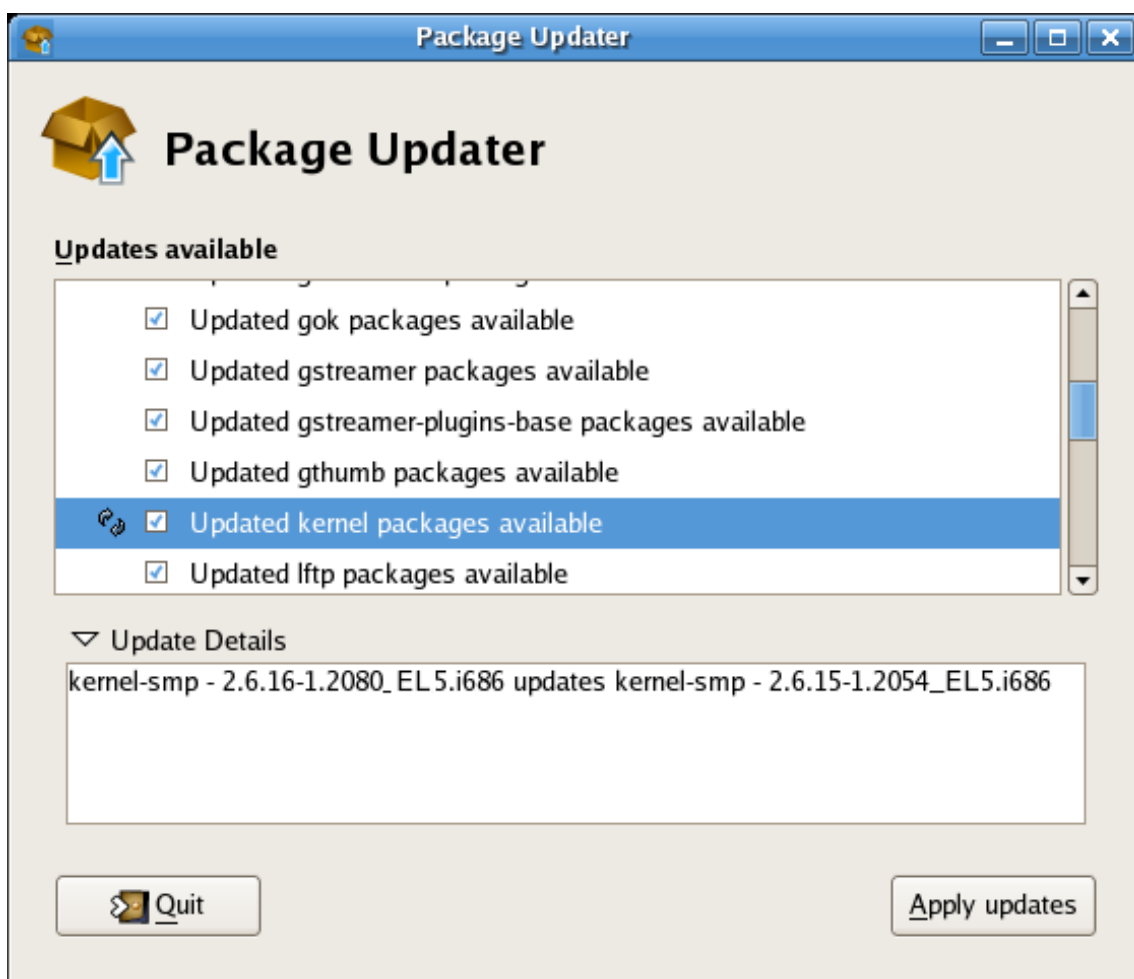 Package Updater
Package Updater
Updates available
Updated gok packages available
Updated gstreamer packages available
Updated gstreamer-plugins-base packages available
Updated gthumb packages available
Updated kernel packages available
Updated lftp packages available
Update Details
kernel-smp - 2.6.16-1.2080_EL5.i686 updates kernel-smp - 2.6.15-1.2054_EL5.i686
Quit
Apply updates